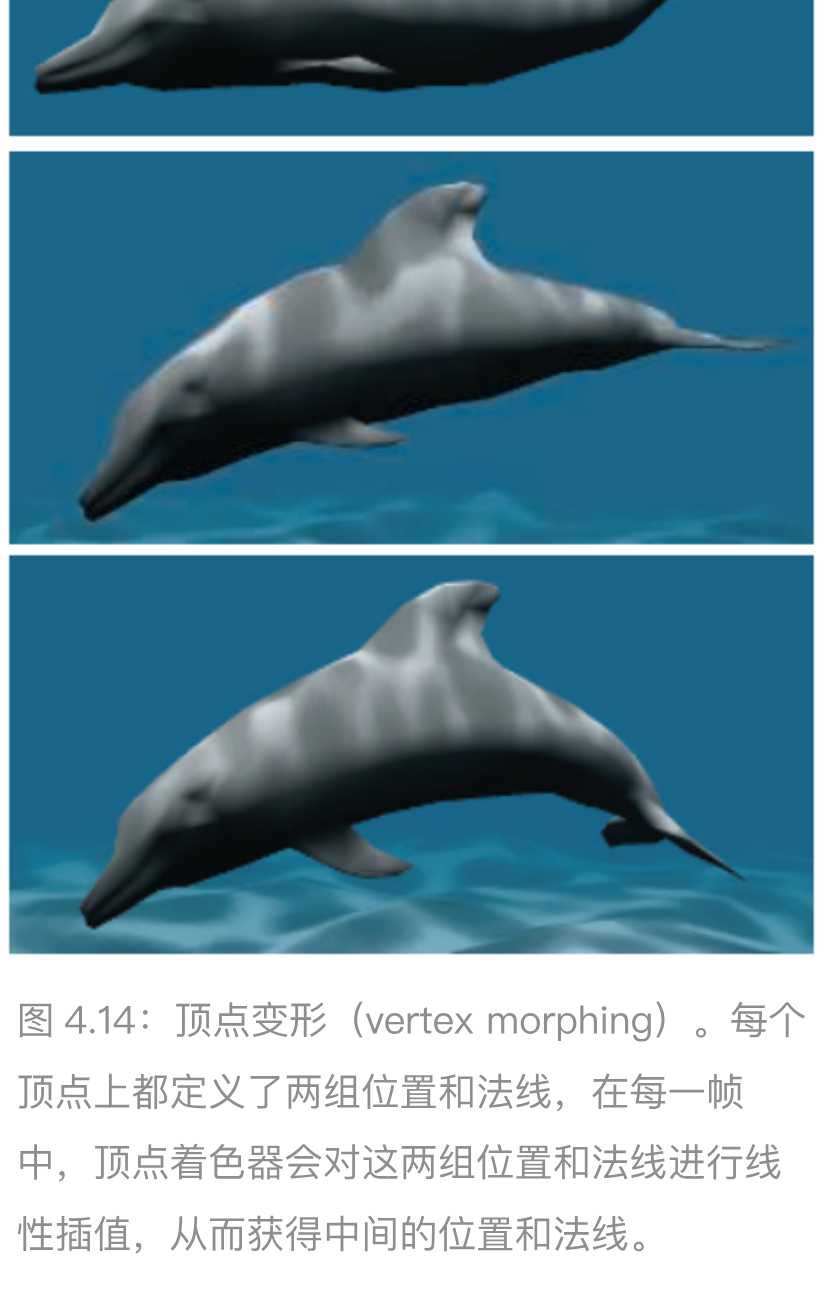 图 4.14：顶点变形（vertex morphing）。每个
顶点上都定义了两组位置和法线，在每一帧
中，顶点着色器会对这两组位置和法线进行线
性插值，从而获得中间的位置和法线。